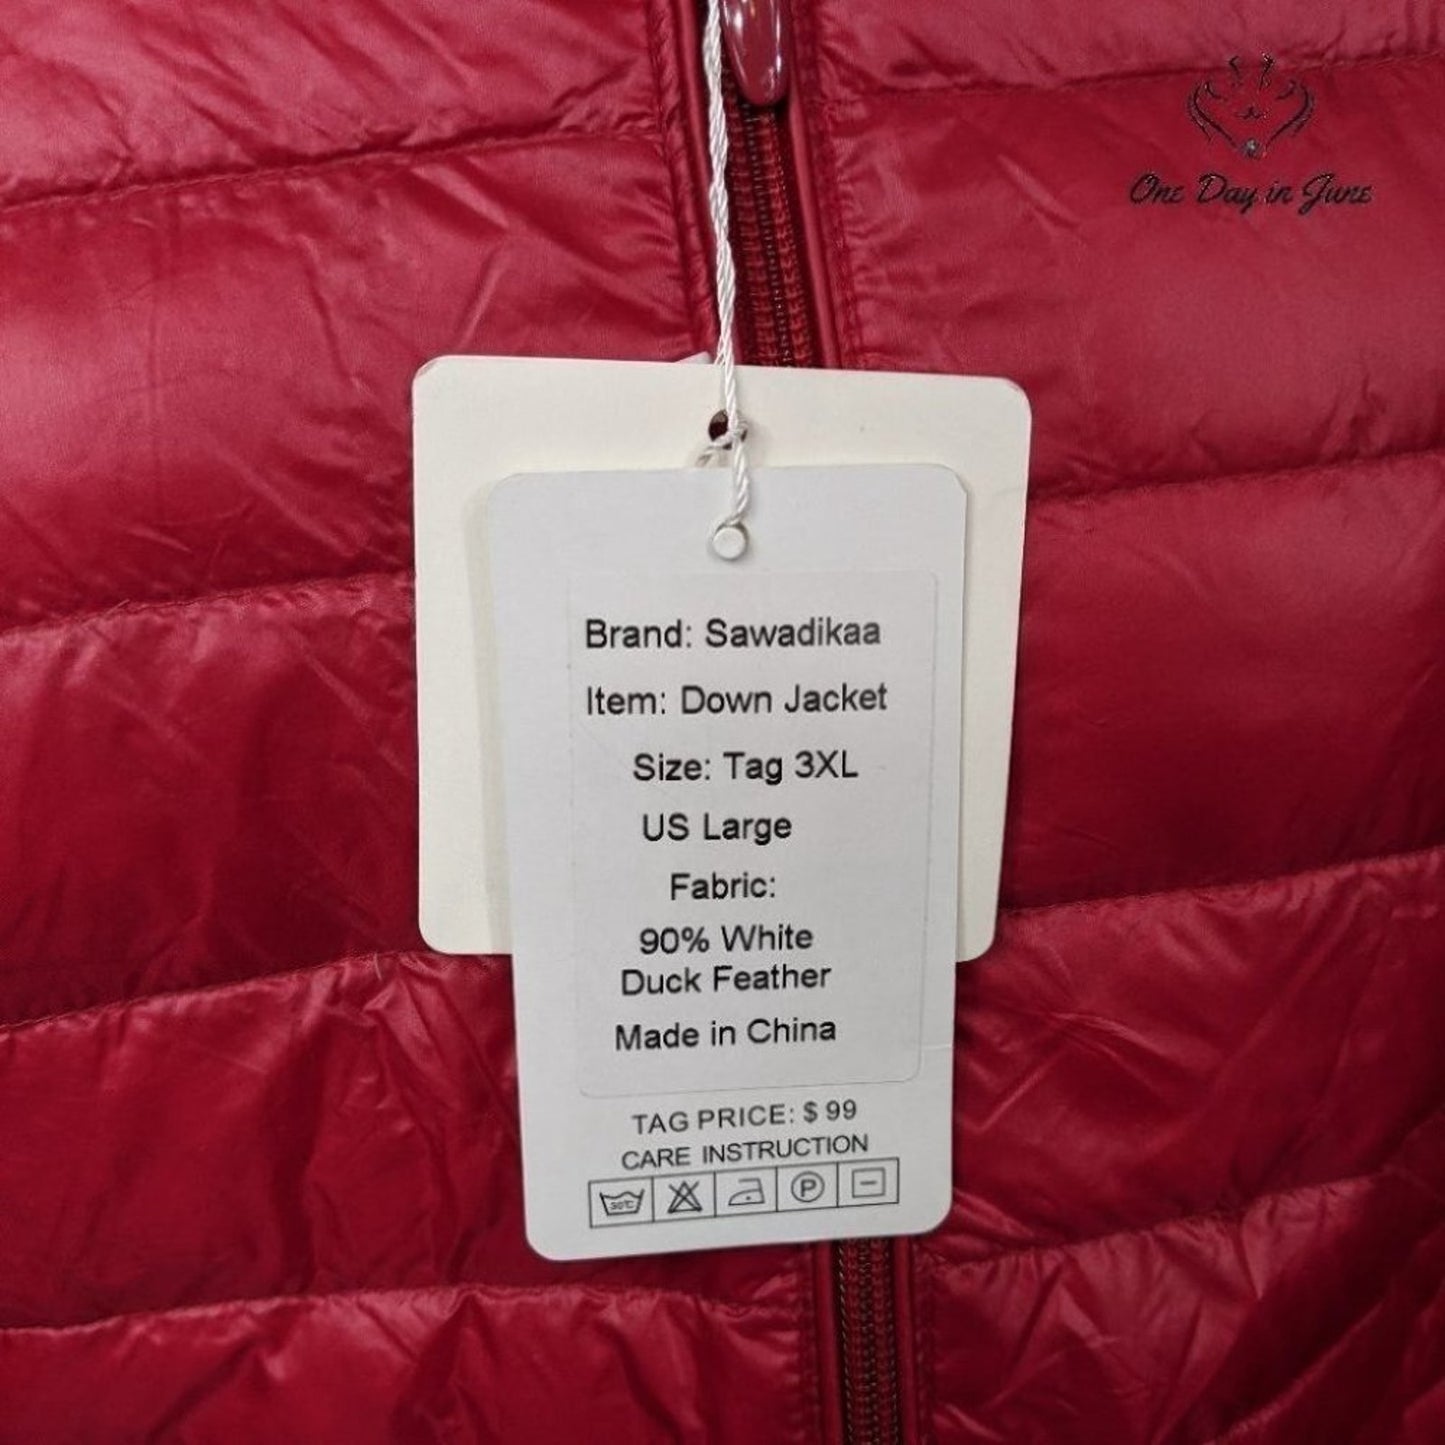 One Day in June
Brand: Sawadikaa
Item: Down Jacket
Size: Tag 3XL
US Large
Fabric:
90% White
Duck Feather
Made in China
TAG PRICE: $ 99
CARE INSTRUCTION
30℃ P